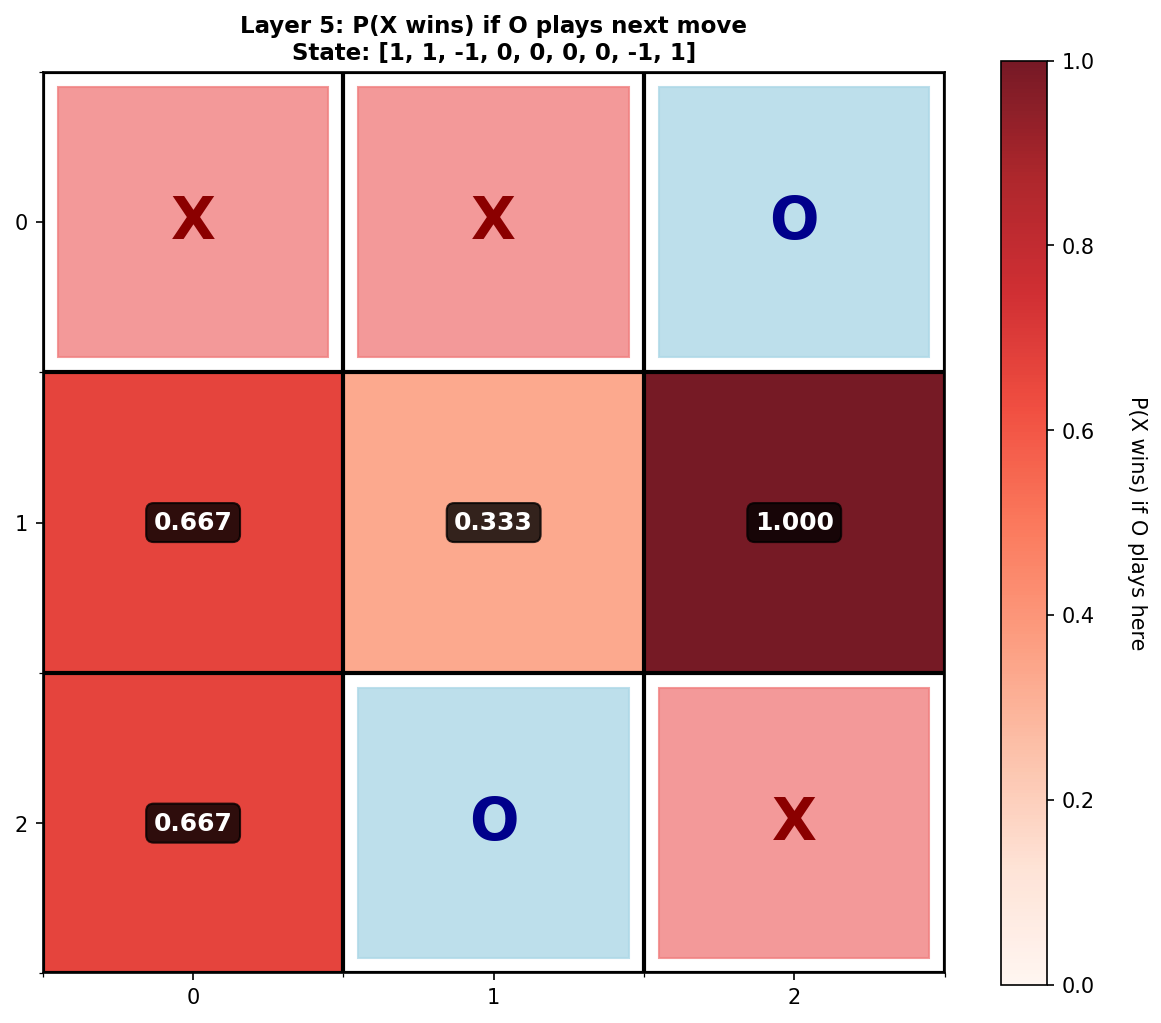 Layer 5: P(X wins) if O plays next move
State: [1, 1, -1, 0, 0, 0, 0, -1, 1]
0
X
X
O
1
0.667
0.333
1.000
2
0.667
O
X
0
1
2
1.0
0.8
0.6
0.4
0.2
0.0
P(X wins) if O plays here